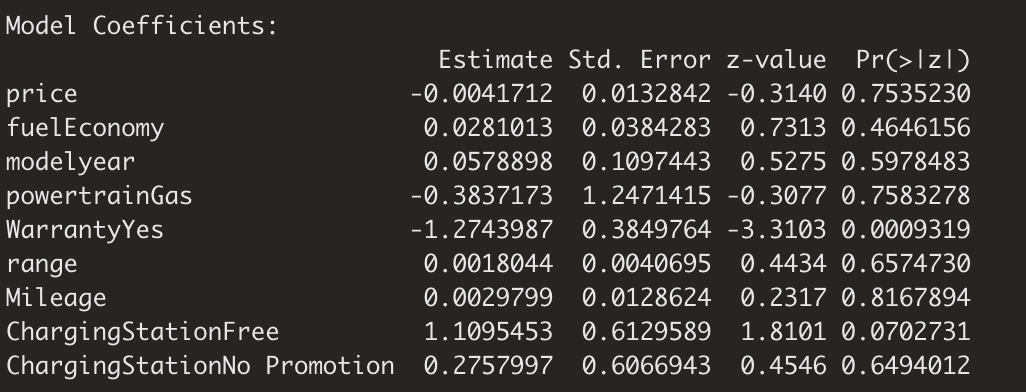 Model Coefficients:
Estimate Std. Error z-value Pr(>|z|)
price -0.0041712 0.0132842 -0.3140 0.7535230
fuelEconomy 0.0281013 0.0384283 0.7313 0.4646156
modelyear 0.0578898 0.1097443 0.5275 0.5978483
powertrainGas -0.3837173 1.2471415 -0.3077 0.7583278
WarrantyYes -1.2743987 0.3849764 -3.3103 0.0009319
range 0.0018044 0.0040695 0.4434 0.6574730
Mileage 0.0029799 0.0128624 0.2317 0.8167894
ChargingStationFree 1.1095453 0.6129589 1.8101 0.0702731
ChargingStationNo Promotion 0.2757997 0.6066943 0.4546 0.6494012